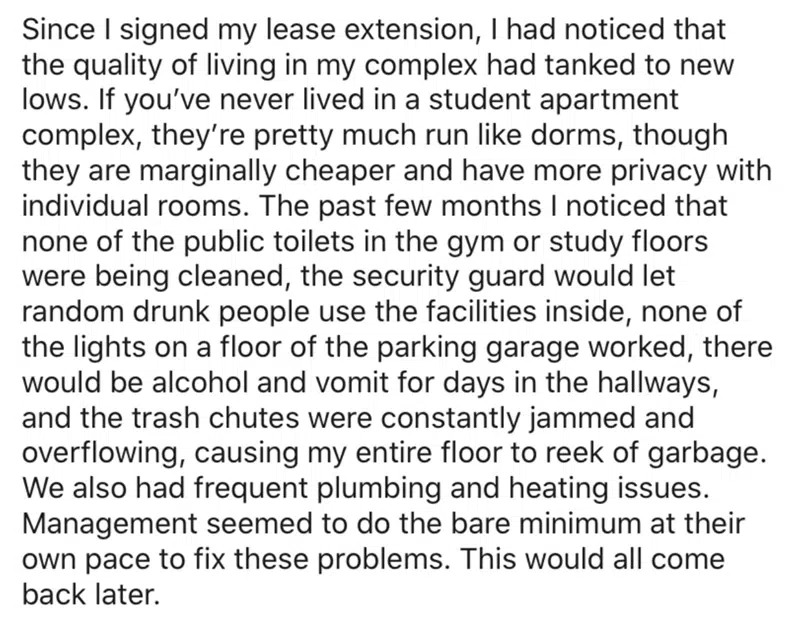 Since I signed my lease extension, I had noticed that
the quality of living in my complex had tanked to new
lows. If you’ve never lived in a student apartment
complex, they’re pretty much run like dorms, though
they are marginally cheaper and have more privacy with
individual rooms. The past few months I noticed that
none of the public toilets in the gym or study floors
were being cleaned, the security guard would let
random drunk people use the facilities inside, none of
the lights on a floor of the parking garage worked, there
would be alcohol and vomit for days in the hallways,
and the trash chutes were constantly jammed and
overflowing, causing my entire floor to reek of garbage.
We also had frequent plumbing and heating issues.
Management seemed to do the bare minimum at their
own pace to fix these problems. This would all come
back later.